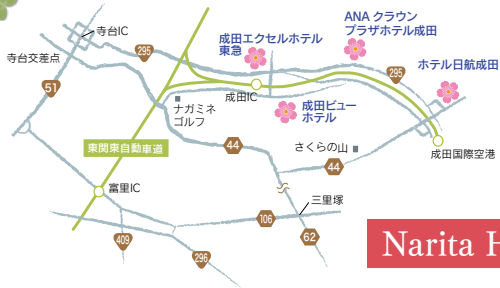 寺台IC
寺台交差点
295
51
成田エクセルホテル
東急
ANA クラウン
プラザホテル成田
ホテル日航成田
295
成田IC
ナガミネ
ゴルフ
成田ビュー
ホテル
東関東自動車道
44
さくらの山
44
成田国際空港
富里IC
三里塚
106
62
409
296
Narita H